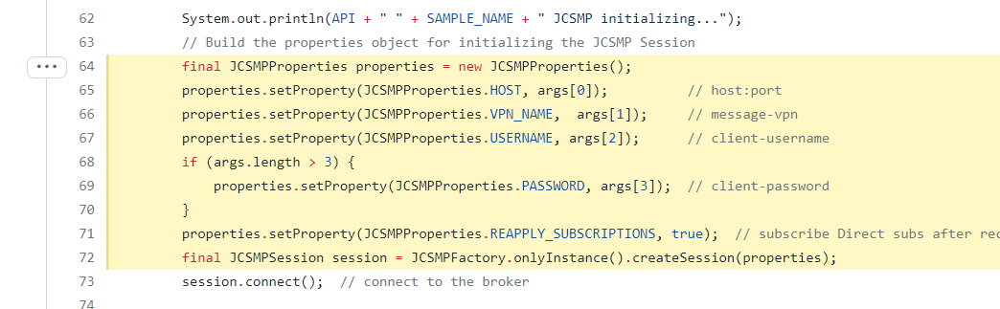 62 System.out.println(API + " " + SAMPLE_NAME + " JCSMP initializing...");
63 // Build the properties object for initializing the JCSMP Session
64 final JCSMPProperties properties = new JCSMPProperties();
65 properties.setProperty(JCSMPProperties.HOST, args[0]); // host:port
66 properties.setProperty(JCSMPProperties.VPN_NAME,  args[1]); // message-vpn
67 properties.setProperty(JCSMPProperties.USERNAME, args[2]); // client-username
68 if (args.length > 3) {
69 properties.setProperty(JCSMPProperties.PASSWORD, args[3]); // client-password
70 }
71 properties.setProperty(JCSMPProperties.REAPPLY_SUBSCRIPTIONS, true); // subscribe Direct subs after
72 final JCSMPSession session = JCSMPFactory.onlyInstance().createSession(properties);
73 session.connect(); // connect to the broker
74